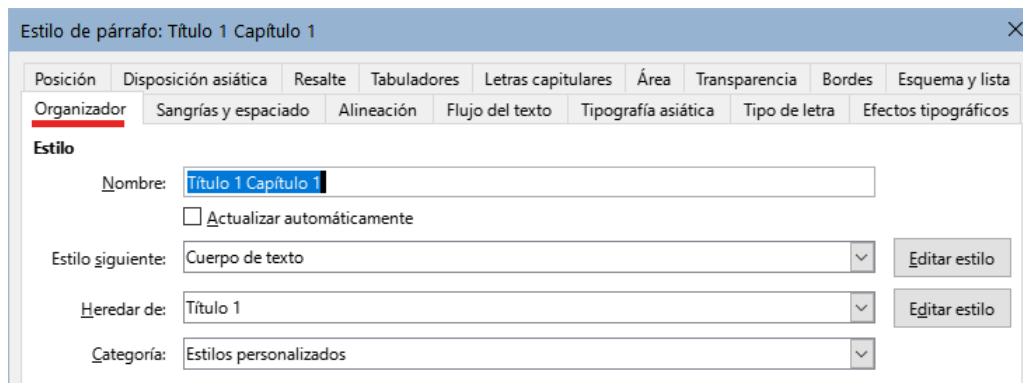 Estilo de párrafo: Título 1 Capítulo 1
Posición Disposición asiática Resalte Tabuladores Letras capitulares Área Transparencia Bordes Esquema y lista
Organizador Sangrías y espaciado Alineación Flujo del texto Tipografía asiática Tipo de letra Efectos tipográficos
Estilo
Nombre: Título 1 Capítulo 1
Actualizar automáticamente
Estilo siguiente: Cuerpo de texto Editar estilo
Heredar de: Título 1 Editar estilo
Categoría: Estilos personalizados